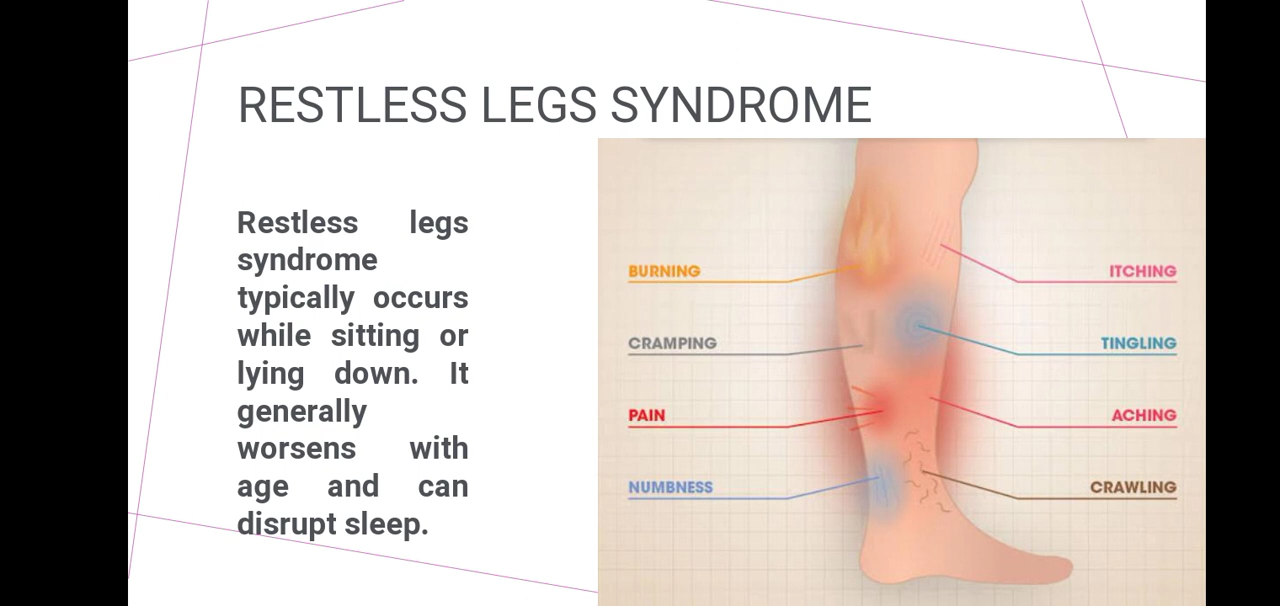 RESTLESS LEGS SYNDROME
Restless legs
syndrome
typically occurs
while sitting or
lying down. It
generally
worsens with
age and can
disrupt sleep.
BURNING
CRAMPING
PAIN
NUMBNESS
ITCHING
TINGLING
ACHING
CRAWLING